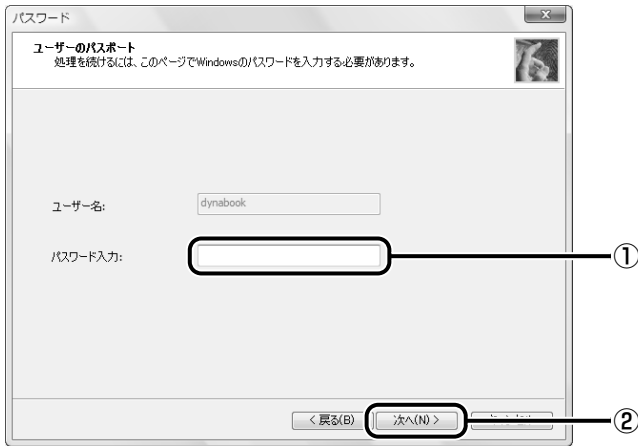 パスワード
ユーザーのパスポート
処理を続けるには、このページでWindowsのパスワードを入力する必要があります。
ユーザー名:
dynabook
パスワード入力:
①
< 戻る(B)
次へ(N) >
②